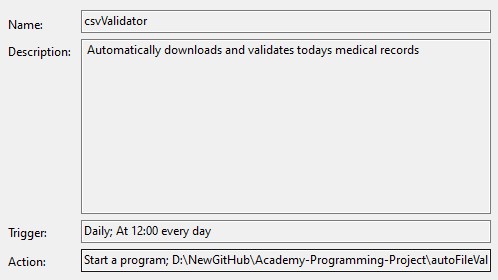 Name: csvValidator
Description: Automatically downloads and validates todays medical records
Trigger: Daily; At 12:00 every day
Action: Start a program; D:\NewGitHub\Academy-Programming-Project\autoFileVal